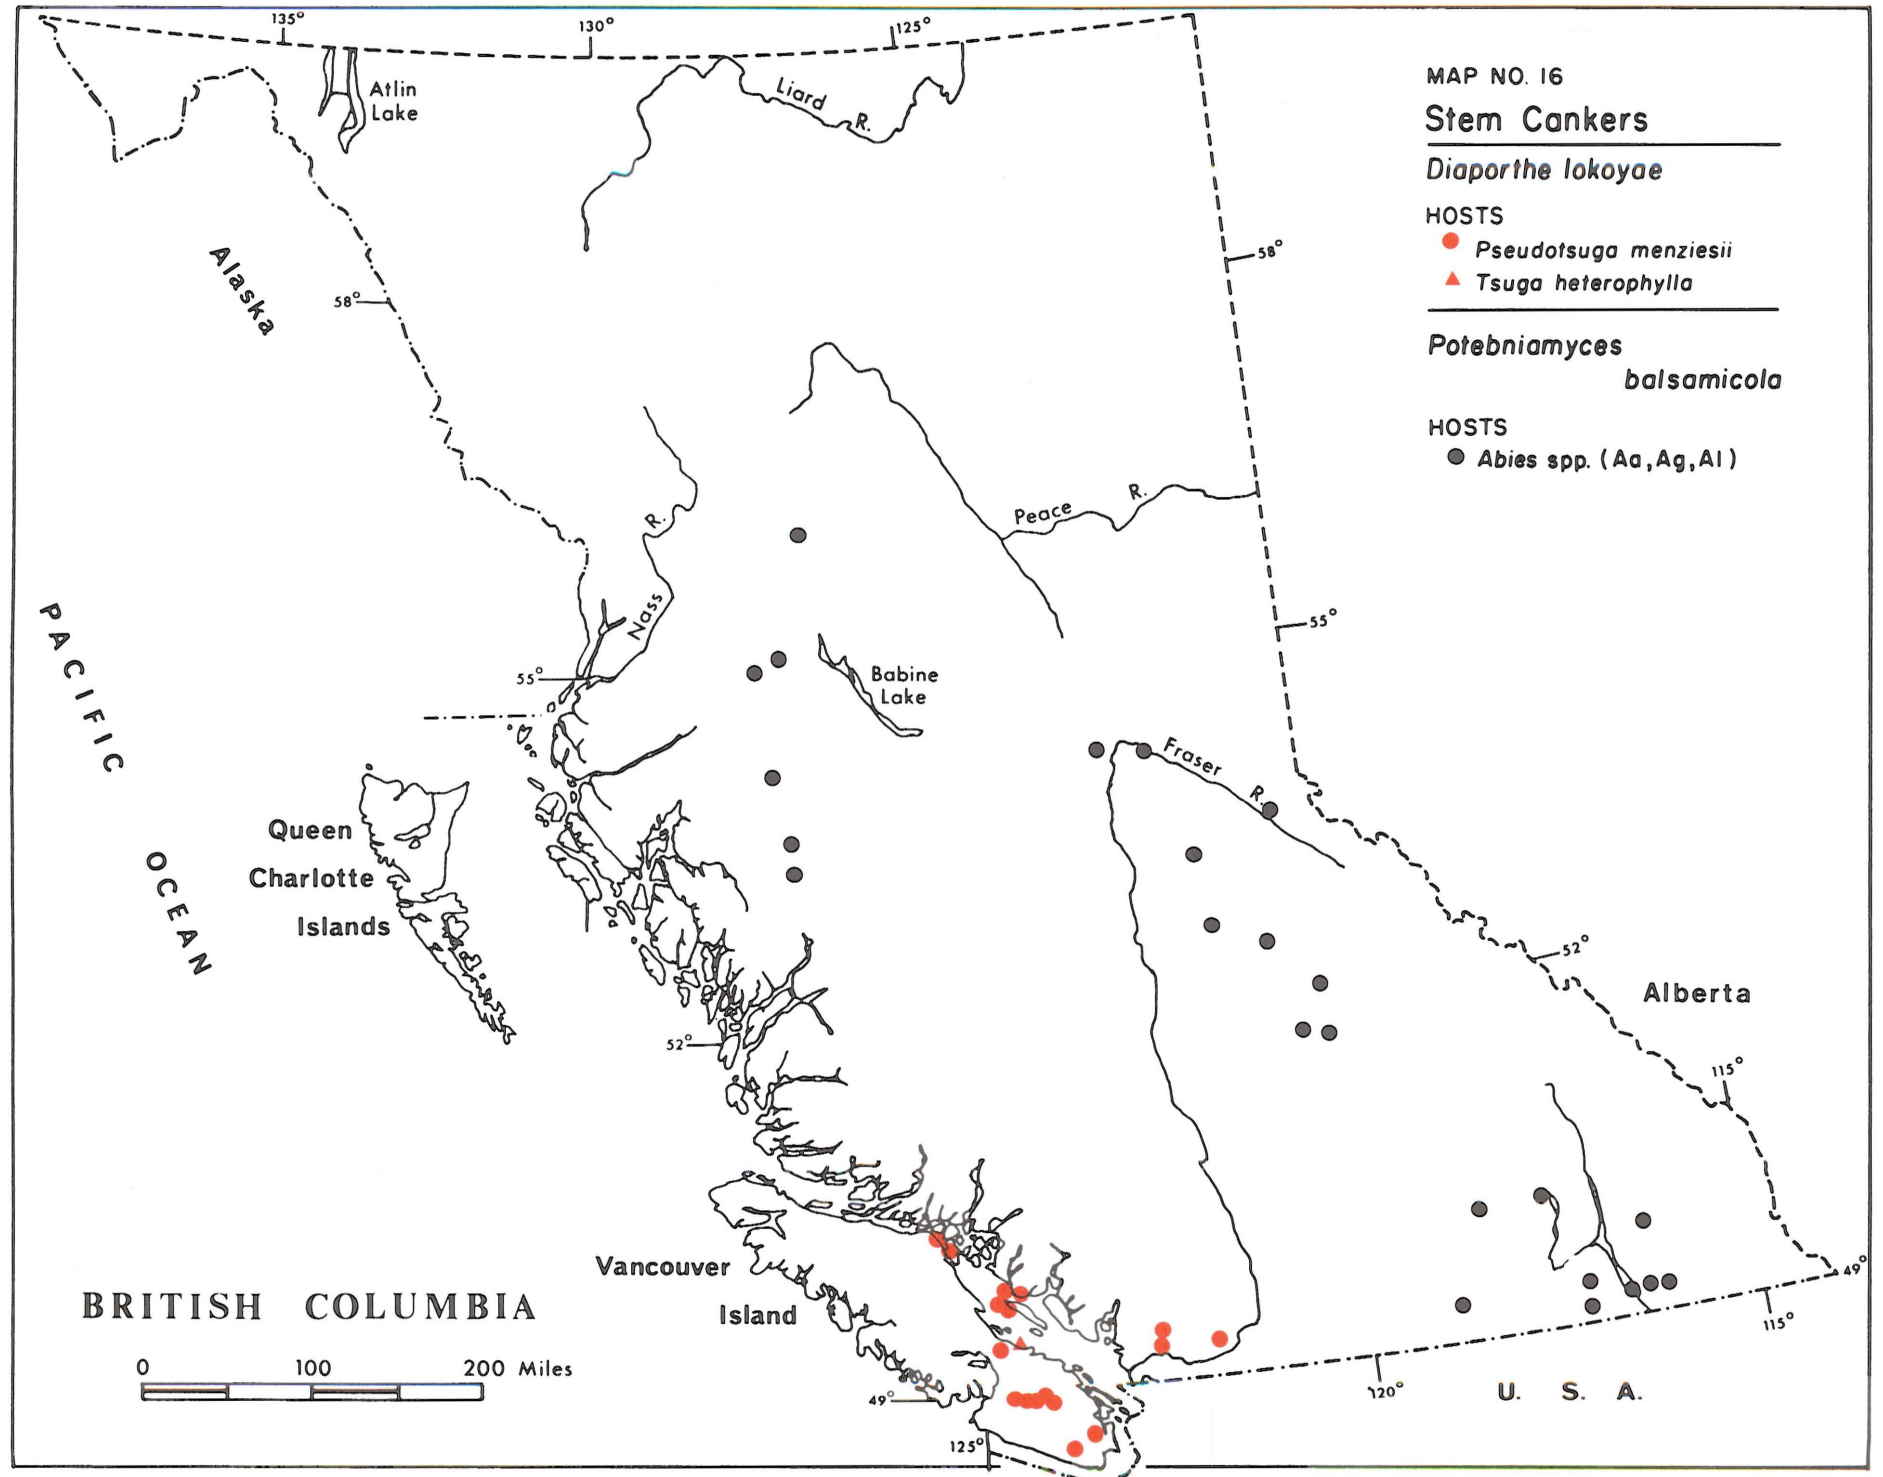 135°
130°
125°
Atlin
Lake
Liard
R.
MAP NO. 16
Stem Cankers
Diaporthe lokoyae
HOSTS
Pseudotsuga menziesii
Tsuga heterophylla
Potebniamyces
balsamicola
HOSTS
Abies spp. (Aa, Ag, Al)
58°
Alaska
58°
Peace
R.
R.
Nass
55°
55°
Babine
Lake
PACIFIC
OCEAN
Fraser
R.
Queen
Charlotte
Islands
52°
Alberta
52°
115°
Vancouver
Island
49°
BRITISH COLUMBIA
0 100 200 Miles
115°
120°
U. S. A.
49°
125°